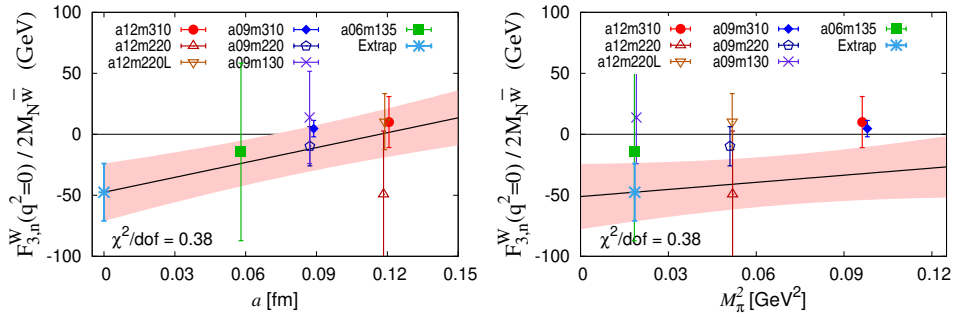 F^W_{3,n}(q^2=0) / 2M_N w̅ (GeV)
100
50
0
-50
-100
a12m310
a12m220
a12m220L
a09m310
a09m220
a09m130
a06m135
Extrap
χ^2/dof = 0.38
0 0.03 0.06 0.09 0.12 0.15
a [fm]
F^W_{3,n}(q^2=0) / 2M_N w̅ (GeV)
100
50
0
-50
-100
a12m310
a12m220
a12m220L
a09m310
a09m220
a09m130
a06m135
Extrap
χ^2/dof = 0.38
0 0.03 0.06 0.09 0.12
M_π^2 [GeV^2]